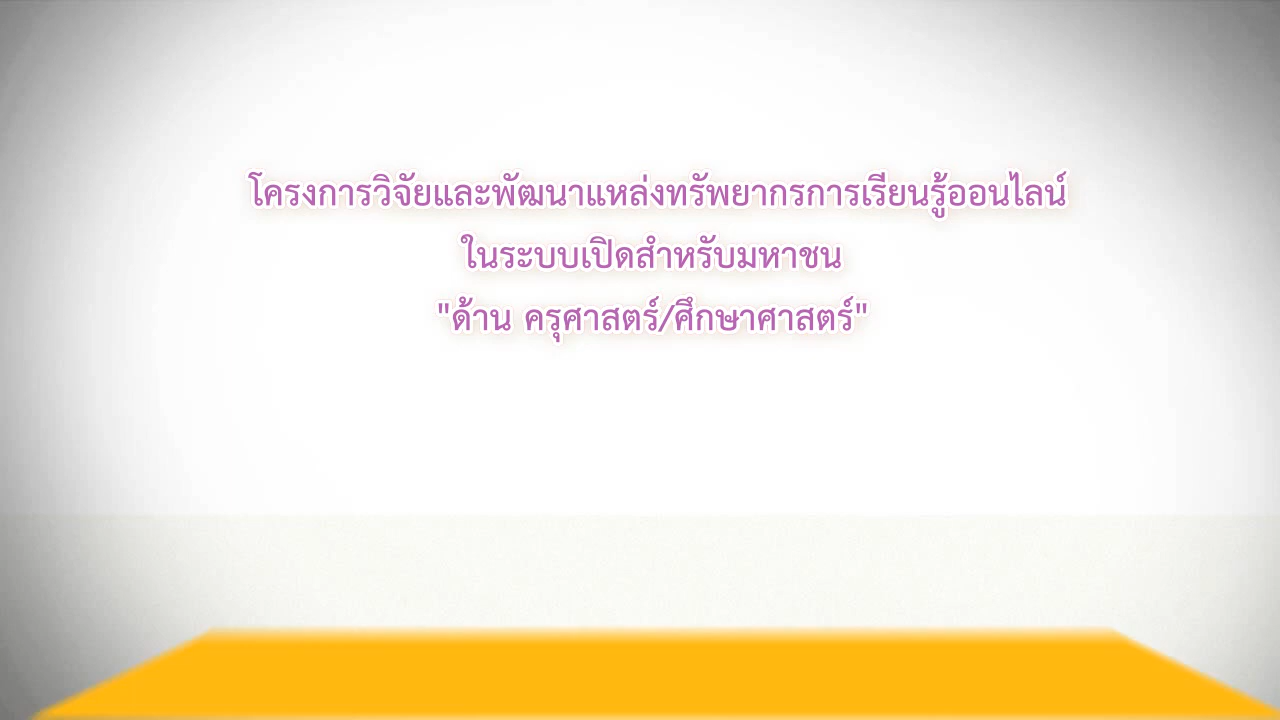 โครงการวิจัยและพัฒนาแหล่งทรัพยากรการเรียนรู้ออนไลน์
ในระบบเปิดสำหรับมหาชน
"ด้าน ครุศาสตร์/ศึกษาศาสตร์"